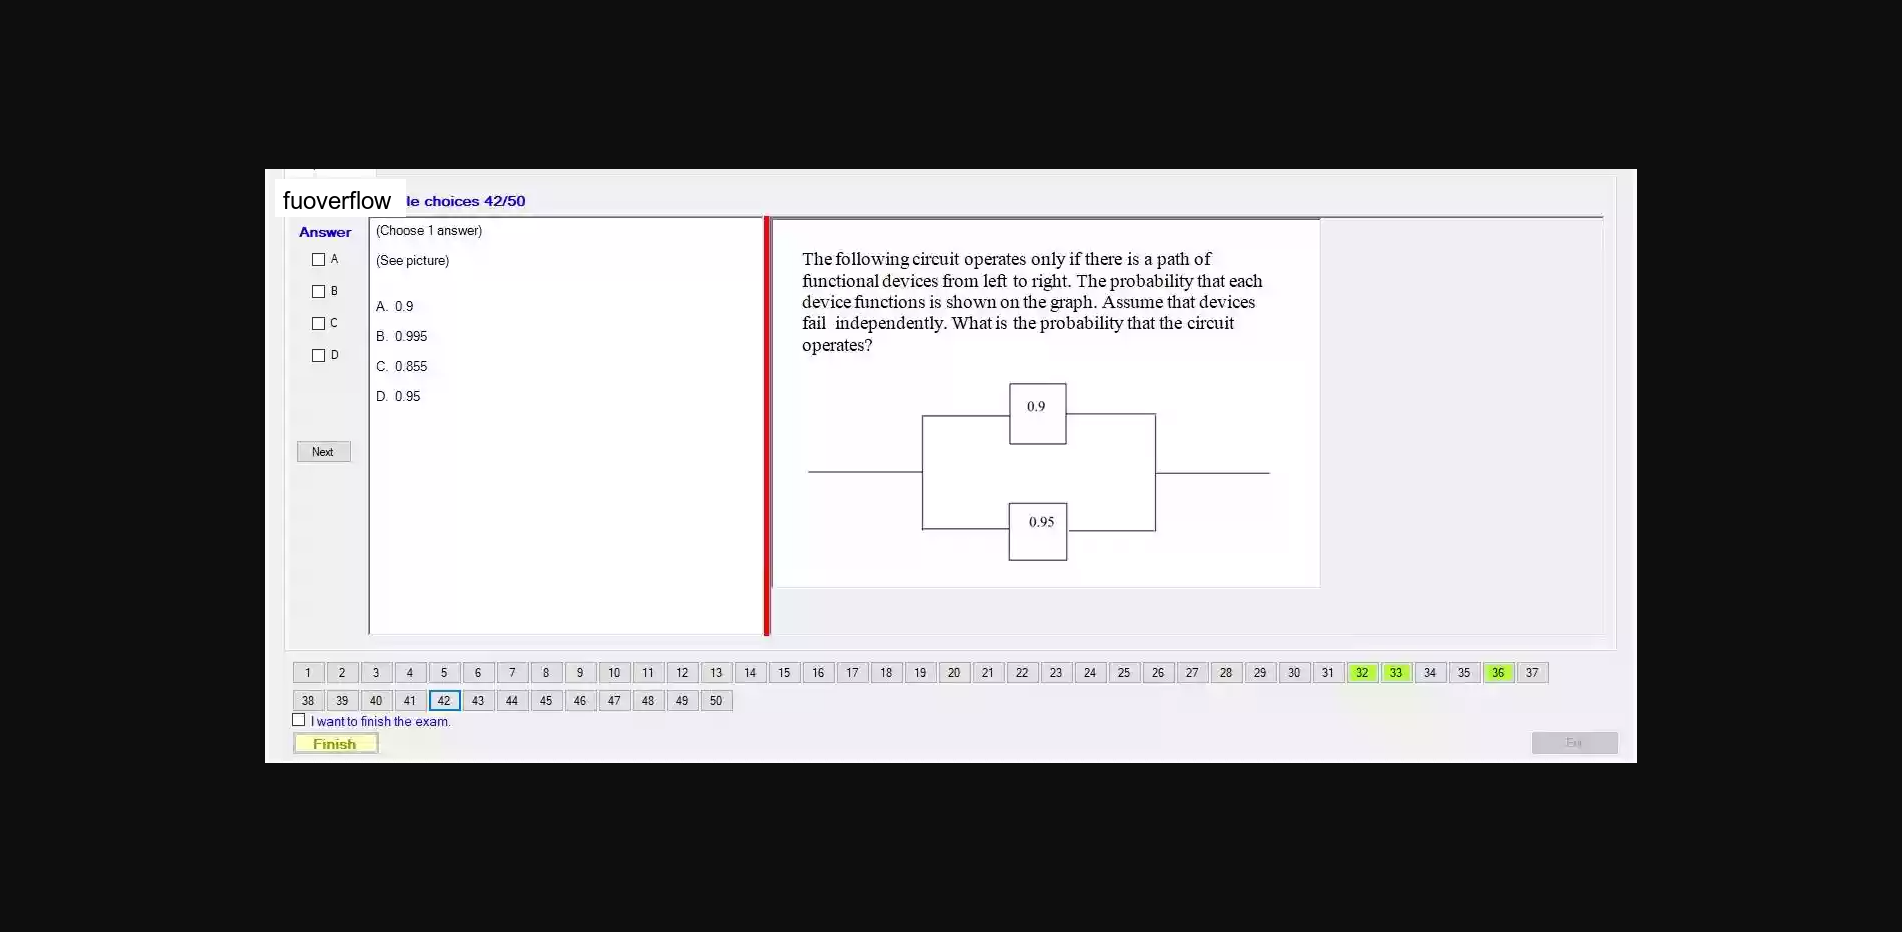 fuoverflow
le choices 42/50
Answer
A
B
C
D
Next
(Choose 1 answer)
(See picture)
A. 0.9
B. 0.995
C. 0.855
D. 0.95
The following circuit operates only if there is a path of
functional devices from left to right. The probability that each
device functions is shown on the graph. Assume that devices
fail independently. What is the probability that the circuit
operates?
0.9
0.95
1 2 3 4 5 6 7 8 9 10 11 12 13 14 15 16 17 18 19 20 21 22 23 24 25 26 27 28 29 30 31 32 33 34 35 36 37
38 39 40 41 42 43 44 45 46 47 48 49 50
I want to finish the exam.
Finish